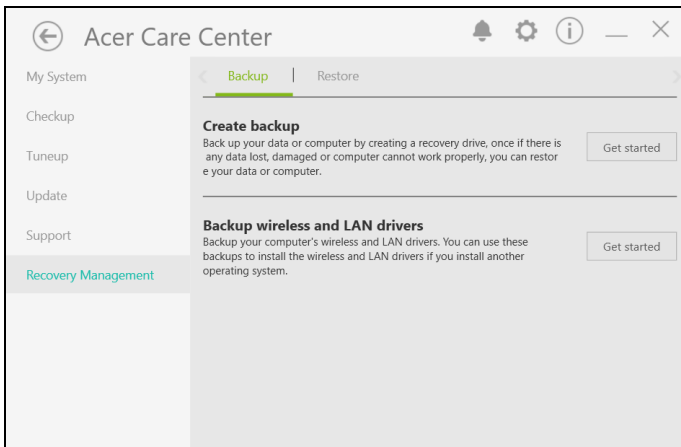 Acer Care Center
My System
Checkup
Tuneup
Update
Support
Recovery Management
Backup | Restore
Create backup
Back up your data or computer by creating a recovery drive, once if there is
any data lost, damaged or computer cannot work properly, you can restor
e your data or computer.
Get started
Backup wireless and LAN drivers
Backup your computer's wireless and LAN drivers. You can use these
backups to install the wireless and LAN drivers if you install another
operating system.
Get started